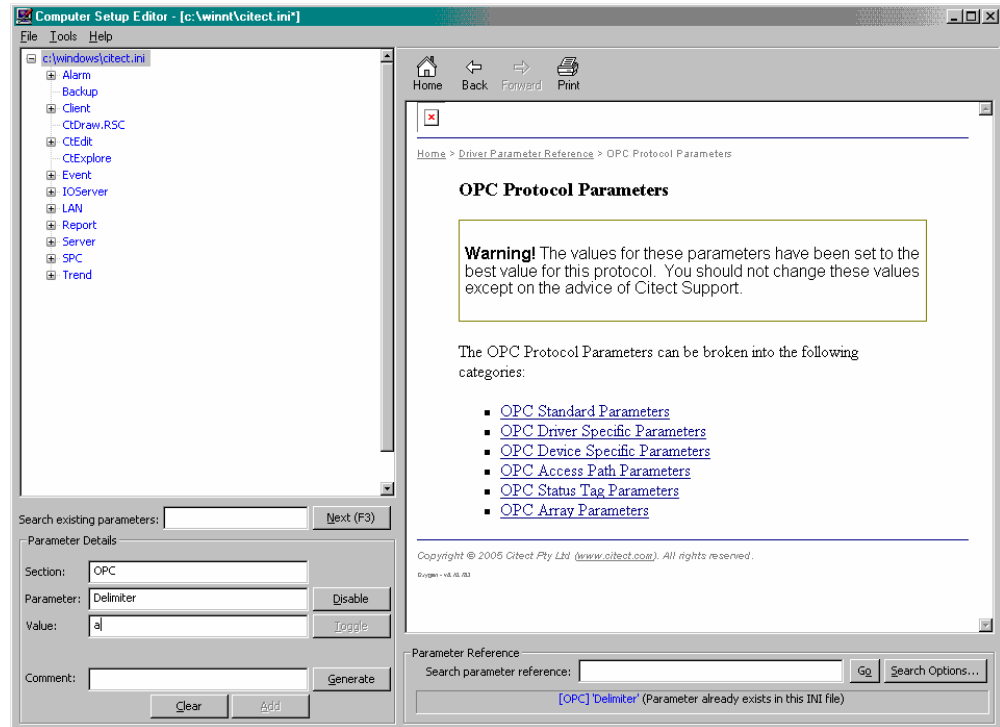 Computer Setup Editor - [c:\winnt\citect.ini*]
File Tools Help
c:\windows\citect.ini
Alarm
Backup
Client
CtDraw.RSC
CtEdit
CtExplore
Event
IOServer
LAN
Report
Server
SPC
Trend
Search existing parameters:
Next (F3)
Parameter Details
Section: OPC
Parameter: Delimiter
Disable
Value: a
Toggle
Comment:
Generate
Clear Add
Home Back Forward Print
Home > Driver Parameter Reference > OPC Protocol Parameters
OPC Protocol Parameters
Warning! The values for these parameters have been set to the
best value for this protocol. You should not change these values
except on the advice of Citect Support.
The OPC Protocol Parameters can be broken into the following
categories:
OPC Standard Parameters
OPC Driver Specific Parameters
OPC Device Specific Parameters
OPC Access Path Parameters
OPC Status Tag Parameters
OPC Array Parameters
Copyright © 2005 Citect Pty Ltd (www.citect.com). All rights reserved.
Parameter Reference
Search parameter reference:
Go Search Options...
[OPC] 'Delimiter' (Parameter already exists in this INI file)